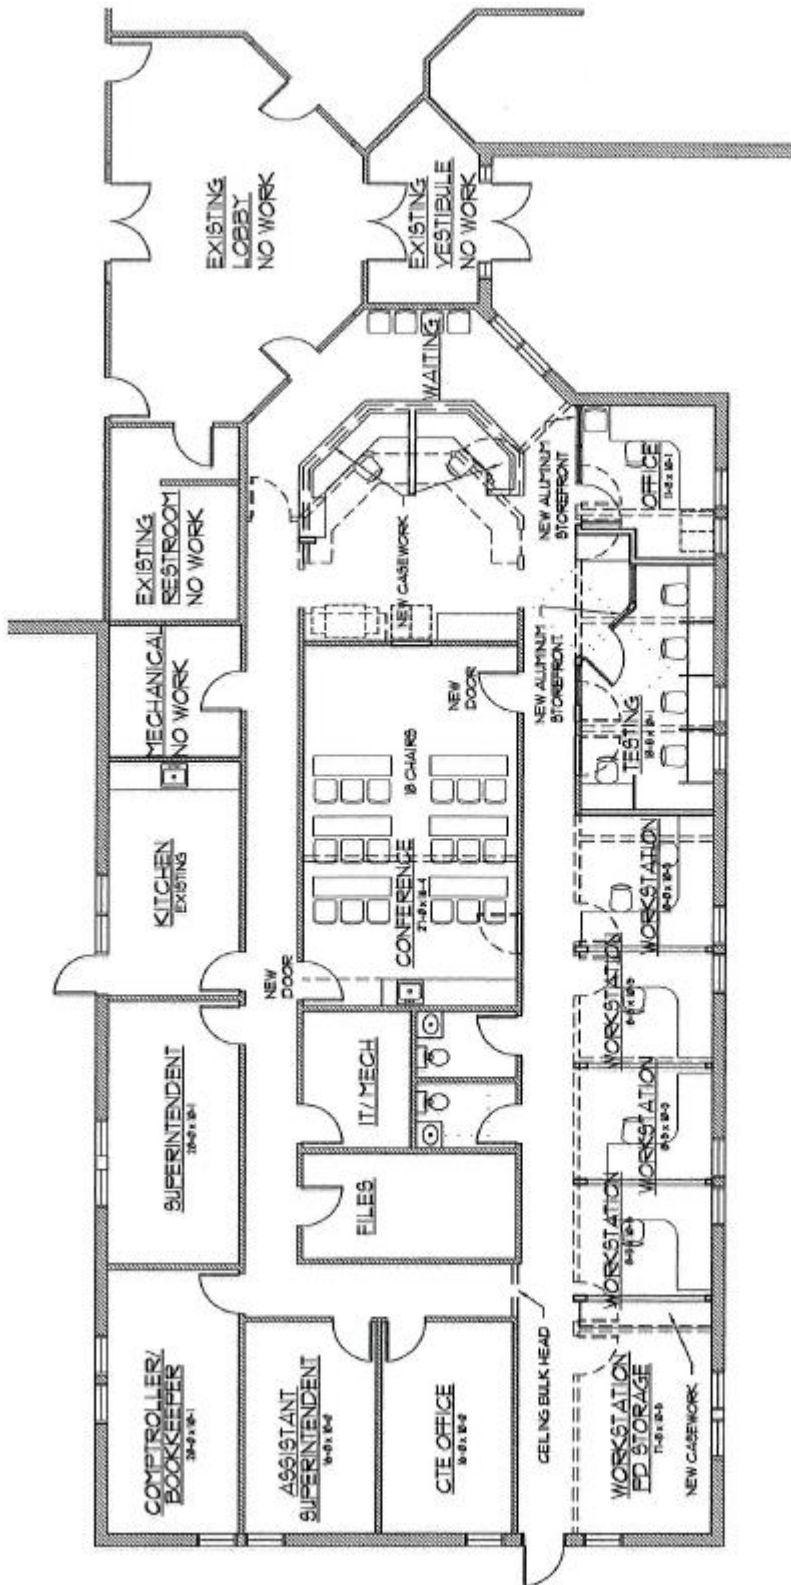 EXISTING
LOBBY
NO WORK
EXISTING
VESTIBULE
NO WORK
WAITING
EXISTING
RESTROOM
NO WORK
NEW CASEWORK
NEW ALUMINUM
STOREFRONT
OFFICE
MECHANICAL
NO WORK
NEW
DOOR
NEW ALUMINUM
STOREFRONT
TESTING
KITCHEN
EXISTING
18 CHAIRS
CONFERENCE
WORKSTATION
NEW
DOOR
WORKSTATION
SUPERINTENDENT
IT/ MECH
WORKSTATION
FILES
WORKSTATION
COMPTROLLER/
BOOKKEEPER
ASSISTANT
SUPERINTENDENT
CTE OFFICE
CEILING BULK HEAD
WORKSTATION
PD STORAGE
NEW CASEWORK